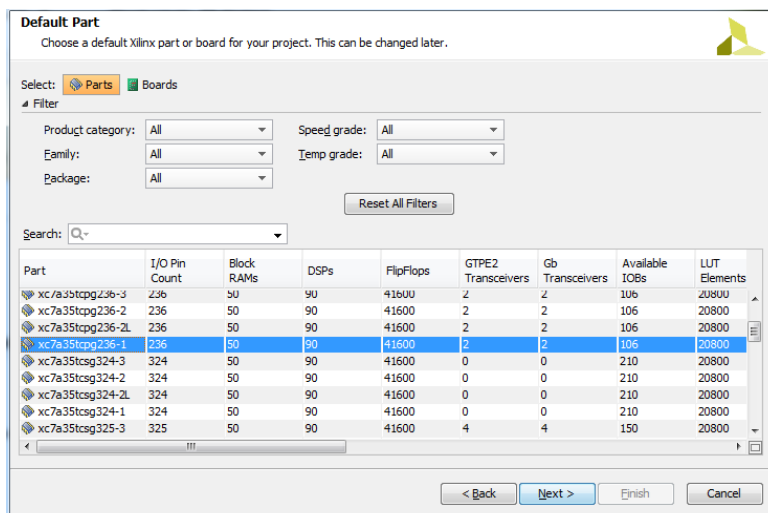 Default Part
Choose a default Xilinx part or board for your project. This can be changed later.
Select: Parts Boards
Filter
Product category: All Speed grade: All
Family: All Temp grade: All
Package: All
Reset All Filters
Search:
Part I/O Pin Count Block RAMs DSPs FlipFlops GTPE2 Transceivers Gb Transceivers Available IOBs LUT Elements
xc7a35tcpg236-3 236 50 90 41600 2 2 106 20800
xc7a35tcpg236-2 236 50 90 41600 2 2 106 20800
xc7a35tcpg236-2L 236 50 90 41600 2 2 106 20800
xc7a35tcpg236-1 236 50 90 41600 2 2 106 20800
xc7a35tcsg324-3 324 50 90 41600 0 0 210 20800
xc7a35tcsg324-2 324 50 90 41600 0 0 210 20800
xc7a35tcsg324-2L 324 50 90 41600 0 0 210 20800
xc7a35tcsg324-1 324 50 90 41600 0 0 210 20800
xc7a35tcsg325-3 325 50 90 41600 4 4 150 20800
< Back Next > Finish Cancel